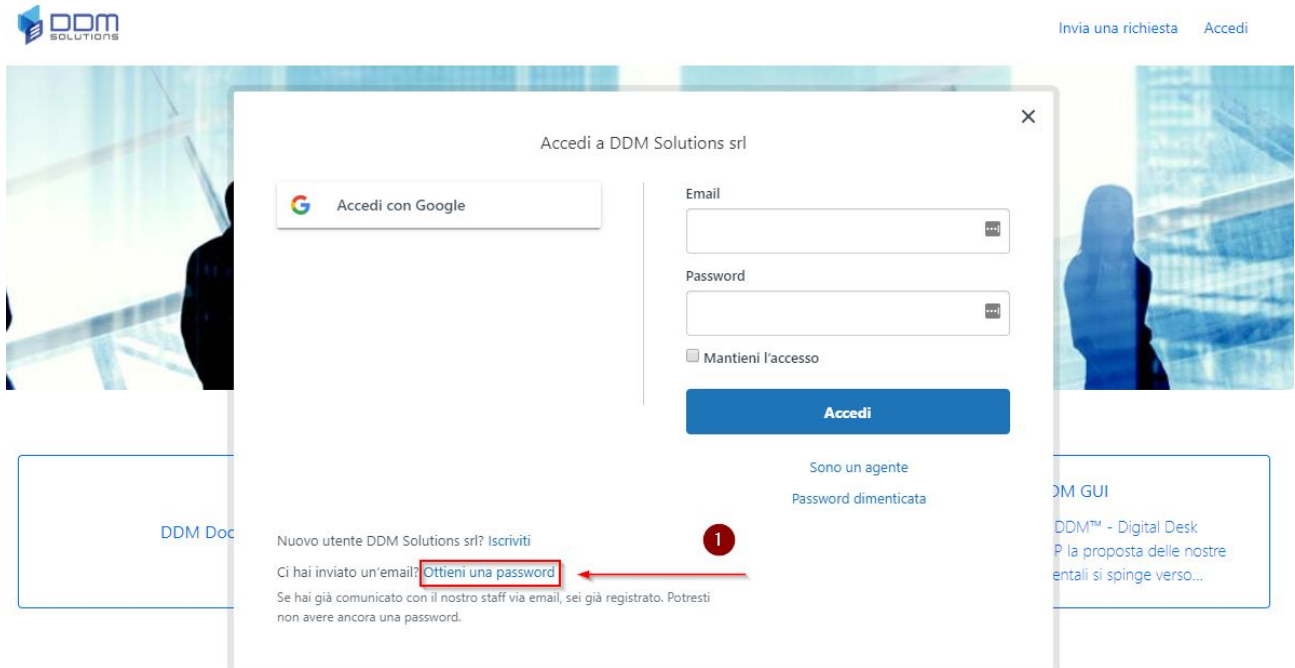 DDM
SOLUTIONS
Invia una richiesta Accedi
Accedi a DDM Solutions srl
Accedi con Google
Email
Password
Mantieni l'accesso
Accedi
Sono un agente
Password dimenticata
Nuovo utente DDM Solutions srl? Iscriviti
1
Ci hai inviato un'email? Ottieni una password
Se hai già comunicato con il nostro staff via email, sei già registrato. Potresti
non avere ancora una password.
DDM Doc
DM GUI
DDM™ - Digital Desk
P la proposta delle nostre
entali si spinge verso...